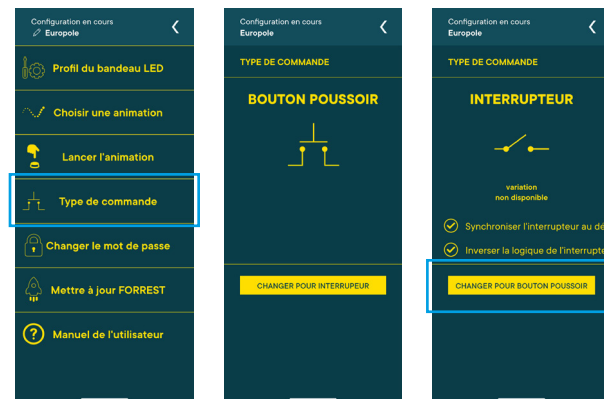 Configuration en cours
Europole
Profil du bandeau LED
Choisir une animation
Lancer l'animation
Type de commande
Changer le mot de passe
Mettre à jour FORREST
Manuel de l'utilisateur
Configuration en cours
Europole
TYPE DE COMMANDE
BOUTON POUSSOIR
CHANGER POUR INTERRUPEUR
Configuration en cours
Europole
TYPE DE COMMANDE
INTERRUPTEUR
variation
non disponible
Synchroniser l'interrupteur au dé
Inverser la logique de l'interrupte
CHANGER POUR BOUTON POUSSOIR